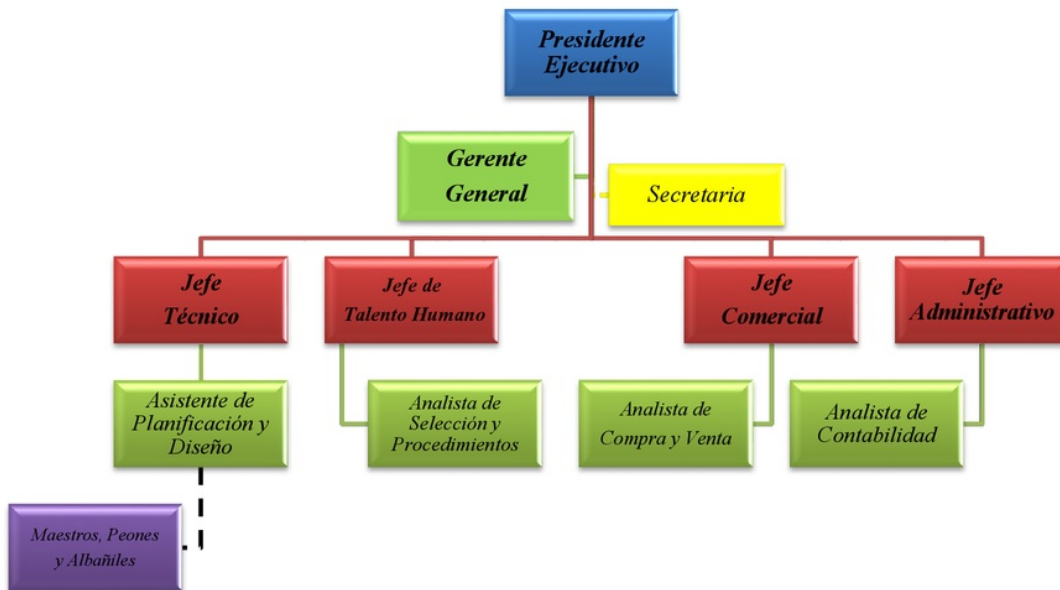 Presidente
Ejecutivo
Gerente
General
Secretaria
Jefe
Técnico
Jefe de
Talento Humano
Jefe
Comercial
Jefe
Administrativo
Asistente de
Planificación y
Diseño
Analista de
Selección y
Procedimientos
Analista de
Compra y Venta
Analista de
Contabilidad
Maestros, Peones
y Albañiles